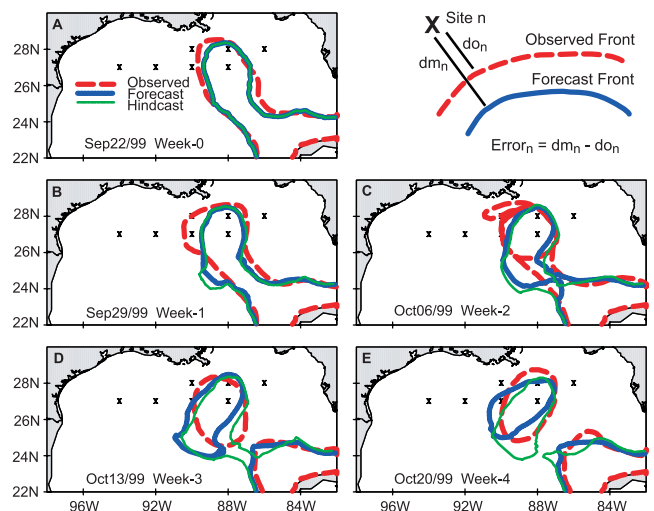 A
28N
26N
24N
22N
Observed
Forecast
Hindcast
Sep22/99 Week-0
X Site n
do_n
dm_n
Observed Front
Forecast Front
Error_n = dm_n - do_n
B
28N
26N
24N
22N
x x x
x x x x x
Sep29/99 Week-1
C
Oct06/99 Week-2
D
28N
26N
24N
22N
Oct13/99 Week-3
96W 92W 88W 84W
E
Oct20/99 Week-4
96W 92W 88W 84W